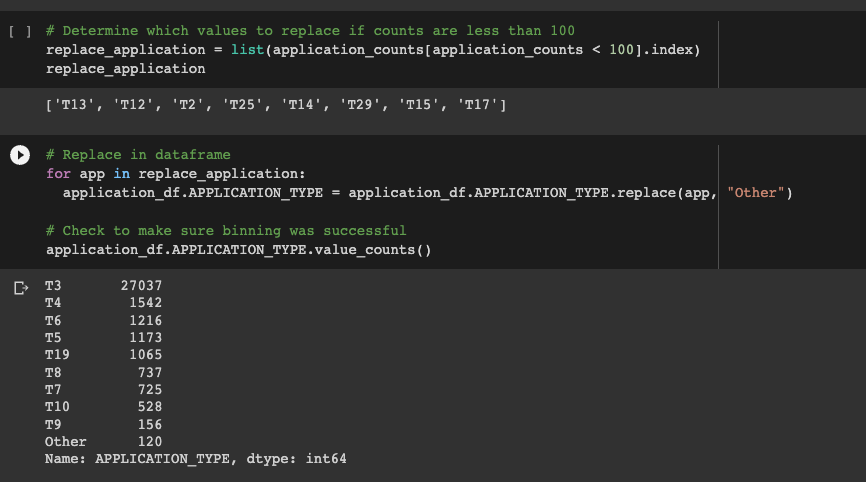 [ ] # Determine which values to replace if counts are less than 100
replace_application = list(application_counts[application_counts < 100].index)
replace_application
['T13', 'T12', 'T2', 'T25', 'T14', 'T29', 'T15', 'T17']
# Replace in dataframe
for app in replace_application:
  application_df.APPLICATION_TYPE = application_df.APPLICATION_TYPE.replace(app, "Other")
# Check to make sure binning was successful
application_df.APPLICATION_TYPE.value_counts()
T3 27037
T4 1542
T6 1216
T5 1173
T19 1065
T8 737
T7 725
T10 528
T9 156
Other 120
Name: APPLICATION_TYPE, dtype: int64